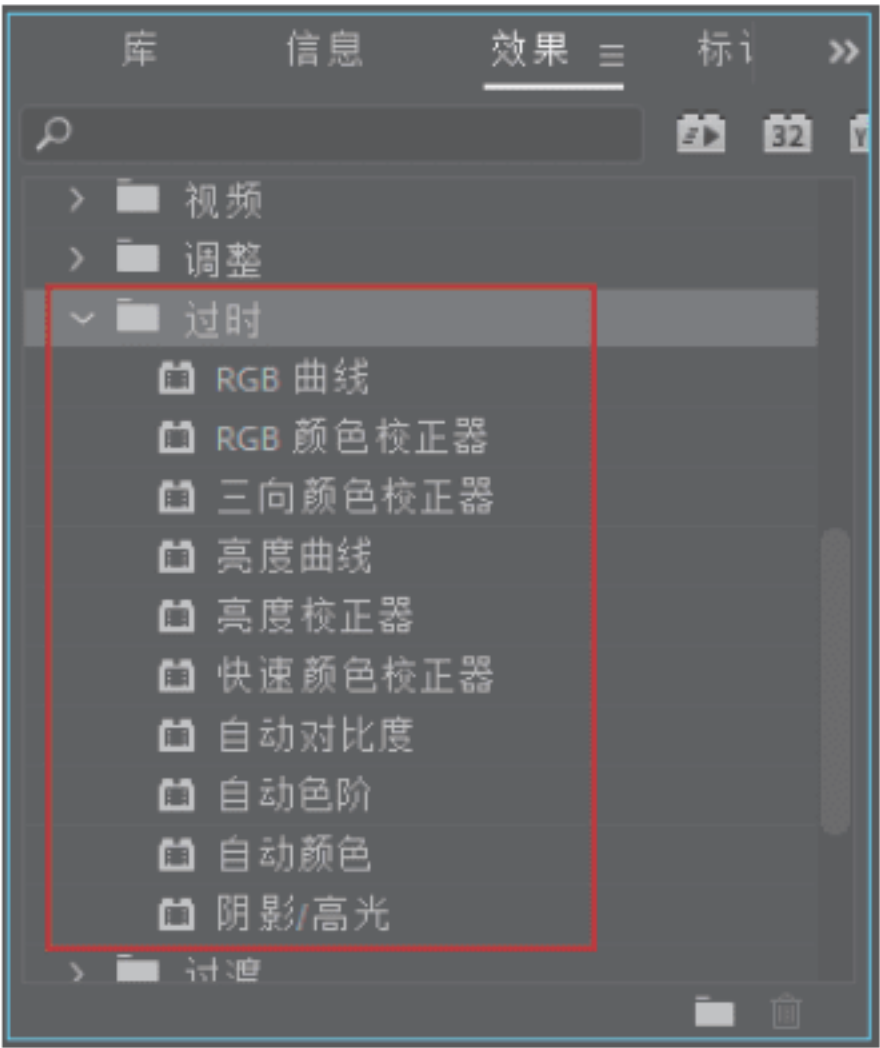 库 信息 效果 标
32
视频
调整
过时
RGB 曲线
RGB 颜色校正器
三向颜色校正器
亮度曲线
亮度校正器
快速颜色校正器
自动对比度
自动色阶
自动颜色
阴影/高光
过渡